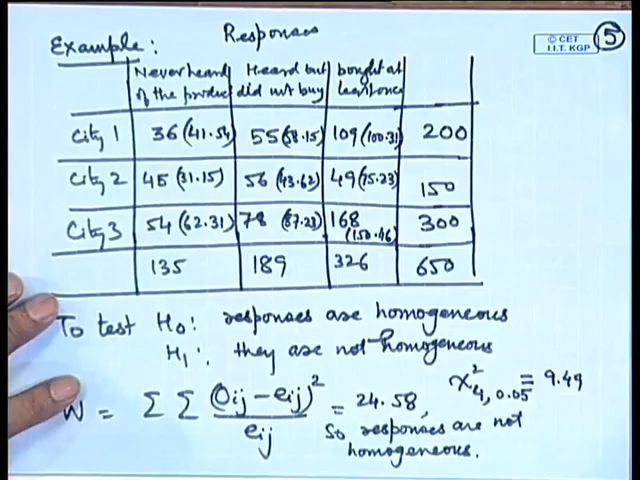 Example: Responses
© CET
I.I.T. KGP
5
Never heard of the product
Heard but did not buy
bought at least once
City 1 36 (41.54) 55 (58.15) 109 (100.31) 200
City 2 45 (31.15) 56 (43.62) 49 (75.23) 150
City 3 54 (62.31) 78 (87.23) 168 (150.46) 300
135 189 326 650
To test H₀: responses are homogeneous
H₁: they are not homogeneous
W = Σ Σ (Oij - eij)² / eij = 24.58, χ²4, 0.05 = 9.49
So responses are not
homogeneous.